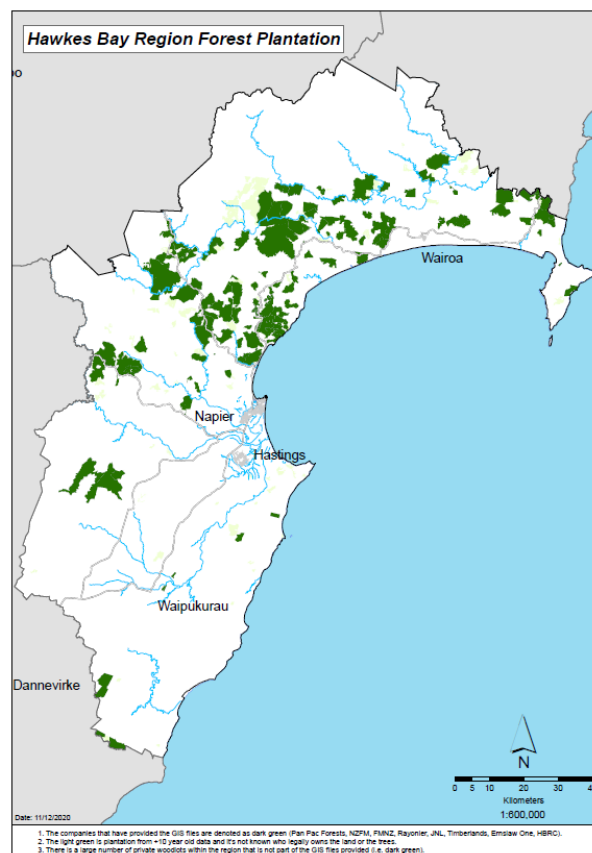 Hawkes Bay Region Forest Plantation
oo
Wairoa
Napier
Hastings
Waipukurau
Dannevirke
N
0 5 10 20 30 40
Kilometers
1:600,000
Date: 11/12/2020
1. The companies that have provided the GIS files are denoted as dark green (Pan Pac Forests, NZFM, FMNZ, Rayonier, JNL, Timberlands, Ernslaw One, HBRC).
2. The light green is plantation from +10 year old data and it's not known who legally owns the land or the trees.
3. There is a large number of private woodlots within the region that is not part of the GIS files provided (i.e. dark green).